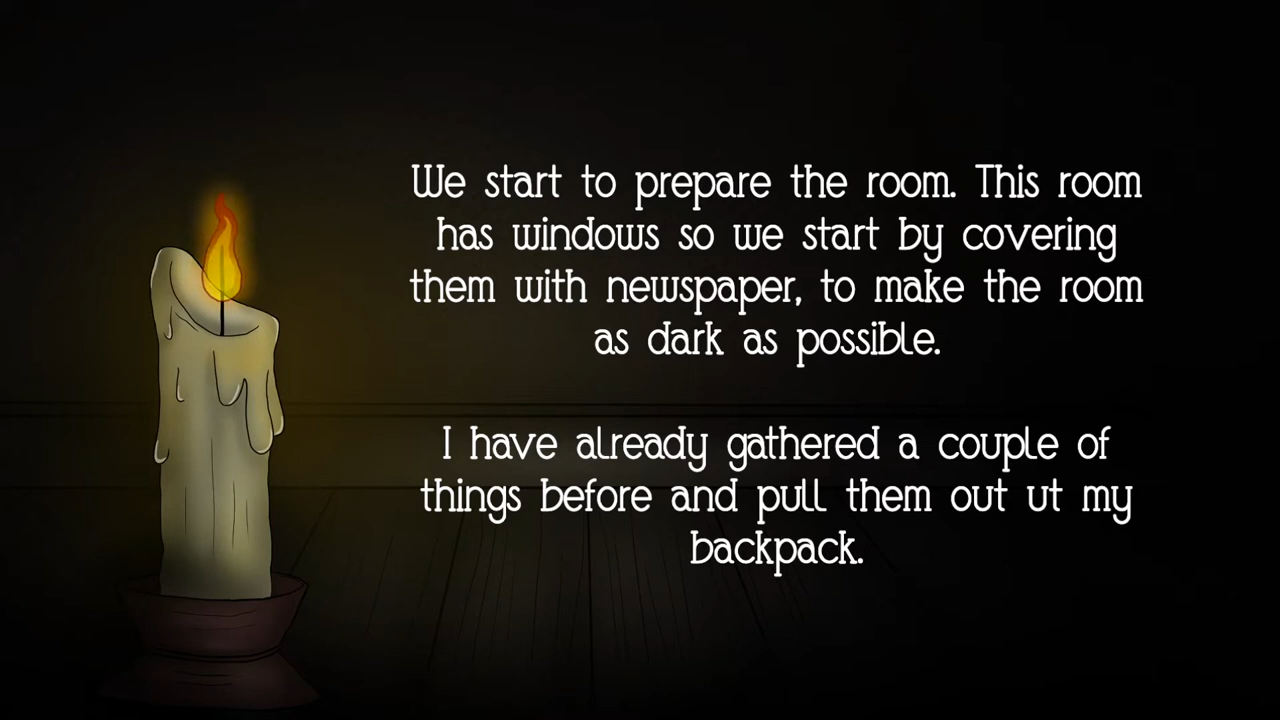 We start to prepare the room. This room
has windows so we start by covering
them with newspaper, to make the room
as dark as possible.
I have already gathered a couple of
things before and pull them out ut my
backpack.